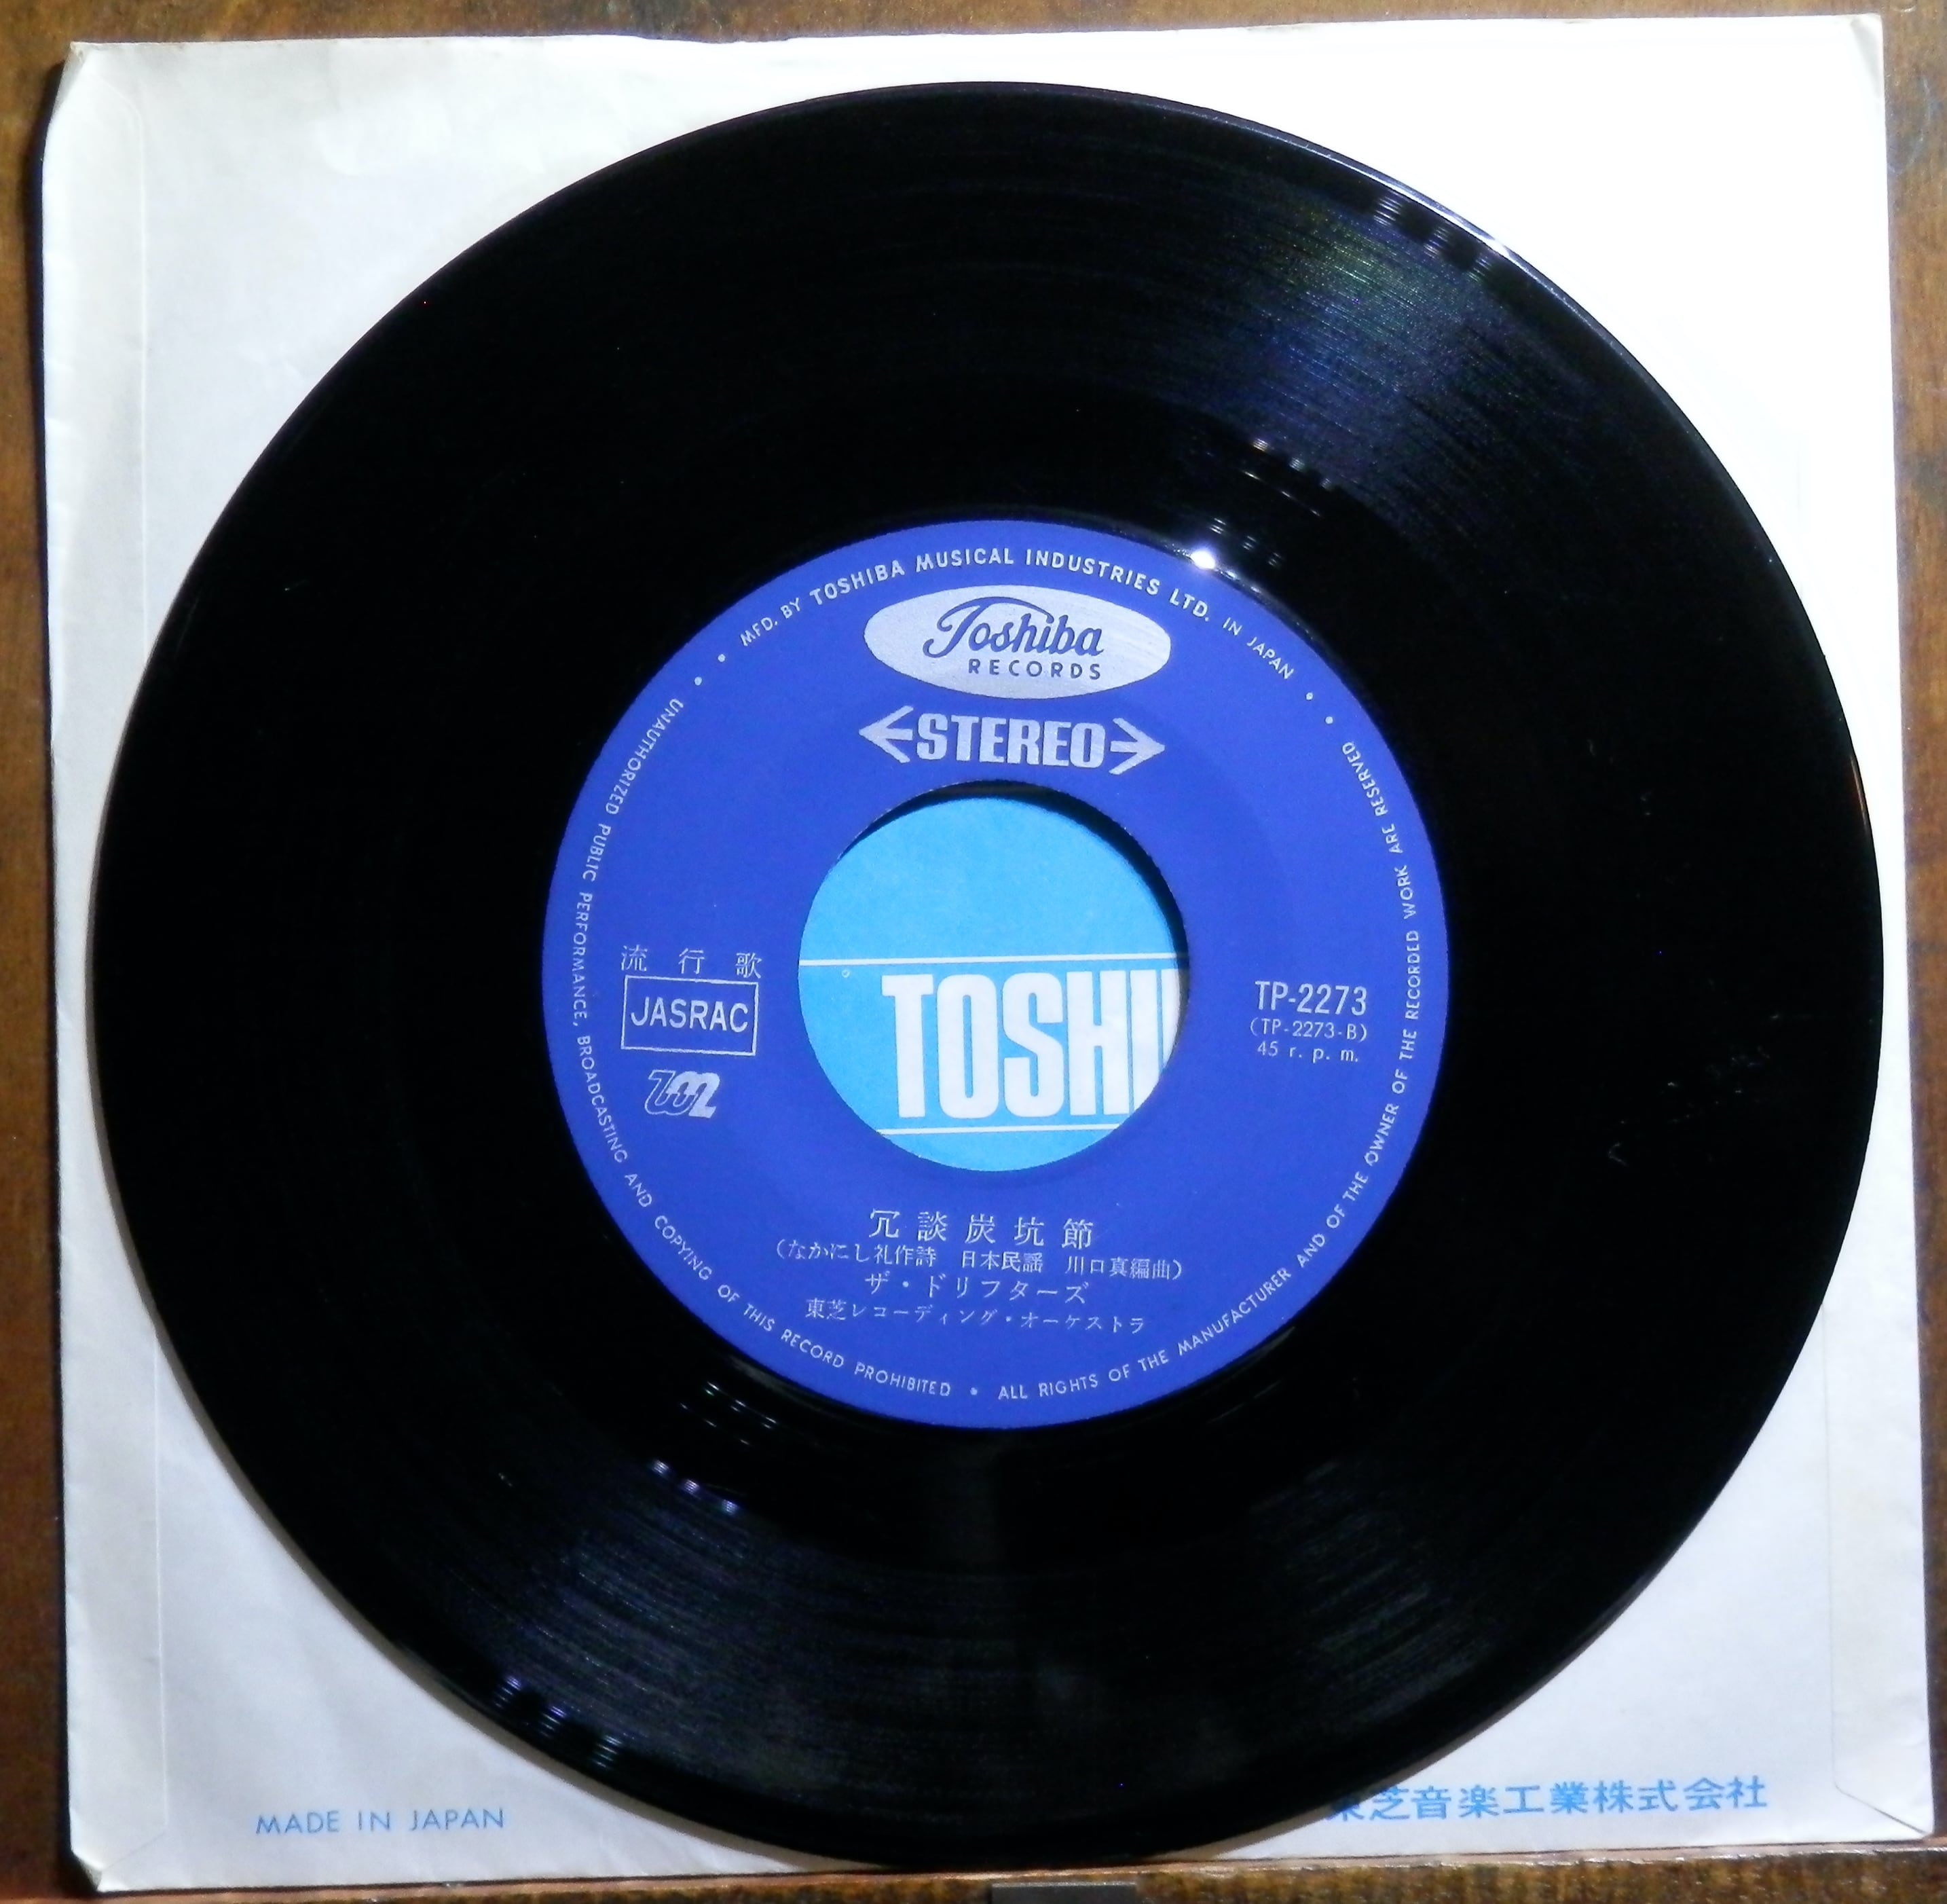 MFD. BY TOSHIBA MUSICAL INDUSTRIES LTD. IN JAPAN
Toshiba
RECORDS
STEREO
流行歌
JASRAC
TP-2273
(TP-2273-B)
45 r. p. m.
TOSHI
冗談炭坑節
(なかにし礼作詩 日本民謡 川口真編曲)
ザ・ドリフターズ
東芝レコーディング・オーケストラ
UNAUTHORIZED PUBLIC PERFORMANCE, BROADCASTING AND COPYING OF THIS RECORD PROHIBITED • ALL RIGHTS OF THE MANUFACTURER AND OF THE OWNER OF THE RECORDED WORK ARE RESERVED
MADE IN JAPAN
東芝音楽工業株式会社